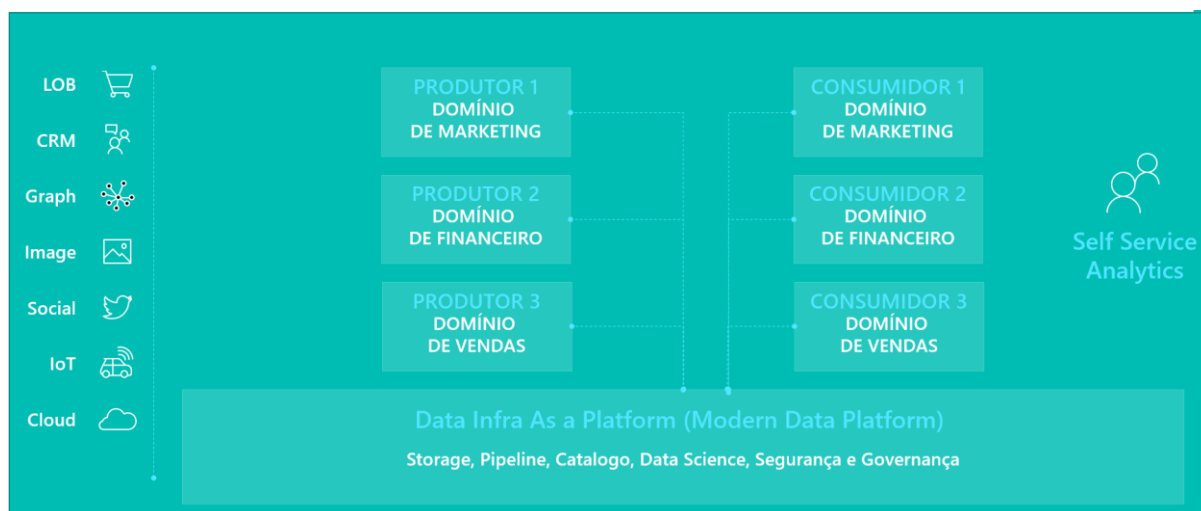 LOB
CRM
Graph
Image
Social
IoT
Cloud
PRODUTOR 1
DOMÍNIO
DE MARKETING
PRODUTOR 2
DOMÍNIO
DE FINANCEIRO
PRODUTOR 3
DOMÍNIO
DE VENDAS
CONSUMIDOR 1
DOMÍNIO
DE MARKETING
CONSUMIDOR 2
DOMÍNIO
DE FINANCEIRO
CONSUMIDOR 3
DOMÍNIO
DE VENDAS
Self Service
Analytics
Data Infra As a Platform (Modern Data Platform)
Storage, Pipeline, Catalogo, Data Science, Segurança e Governança